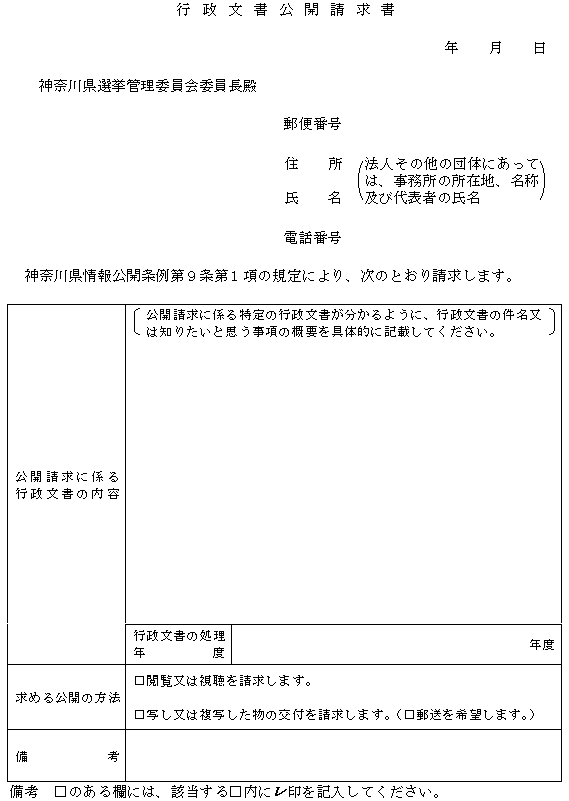 行政文書公開請求書
年　月　日
神奈川県選挙管理委員会委員長殿
郵便番号
住　所
法人その他の団体にあって
は、事務所の所在地、名称
氏　名
及び代表者の氏名
電話番号
神奈川県情報公開条例第９条第１項の規定により、次のとおり請求します。
公開請求に係る特定の行政文書が分かるように、行政文書の件名又
は知りたいと思う事項の概要を具体的に記載してください。
公開請求に係る
行政文書の内容
行政文書の処理
年　度
年度
求める公開の方法
□閲覧又は視聴を請求します。
□写し又は複写した物の交付を請求します。（□郵送を希望します。）
備　考
備考　□のある欄には、該当する□内にレ印を記入してください。